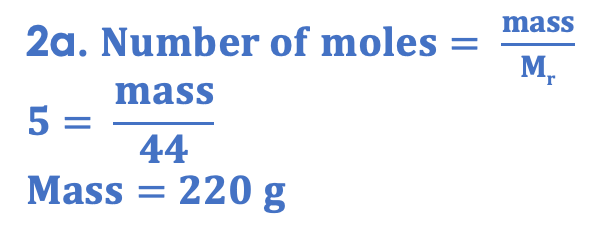 2a. Number of moles = mass / Mᵣ
5 = mass / 44
Mass = 220 g